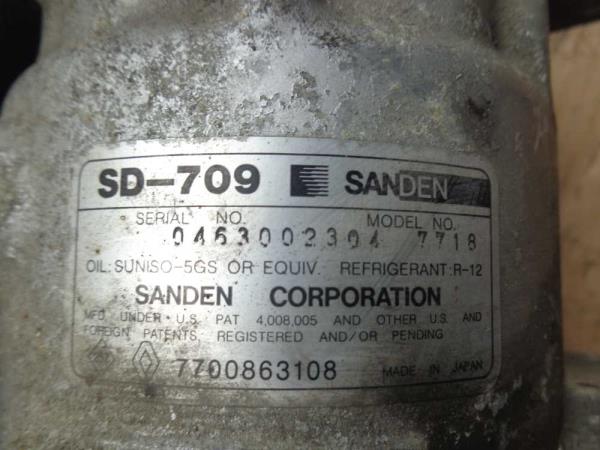 SD-709 SANDEN
SERIAL NO. MODEL NO.
0463002304 7718
OIL: SUNISO-5GS OR EQUIV. REFRIGERANT: R-12
SANDEN CORPORATION
MFD. UNDER U.S. PAT 4,008,005 AND OTHER U.S. AND
FOREIGN PATENTS, REGISTERED AND/OR PENDING
7700863108 MADE IN JAPAN